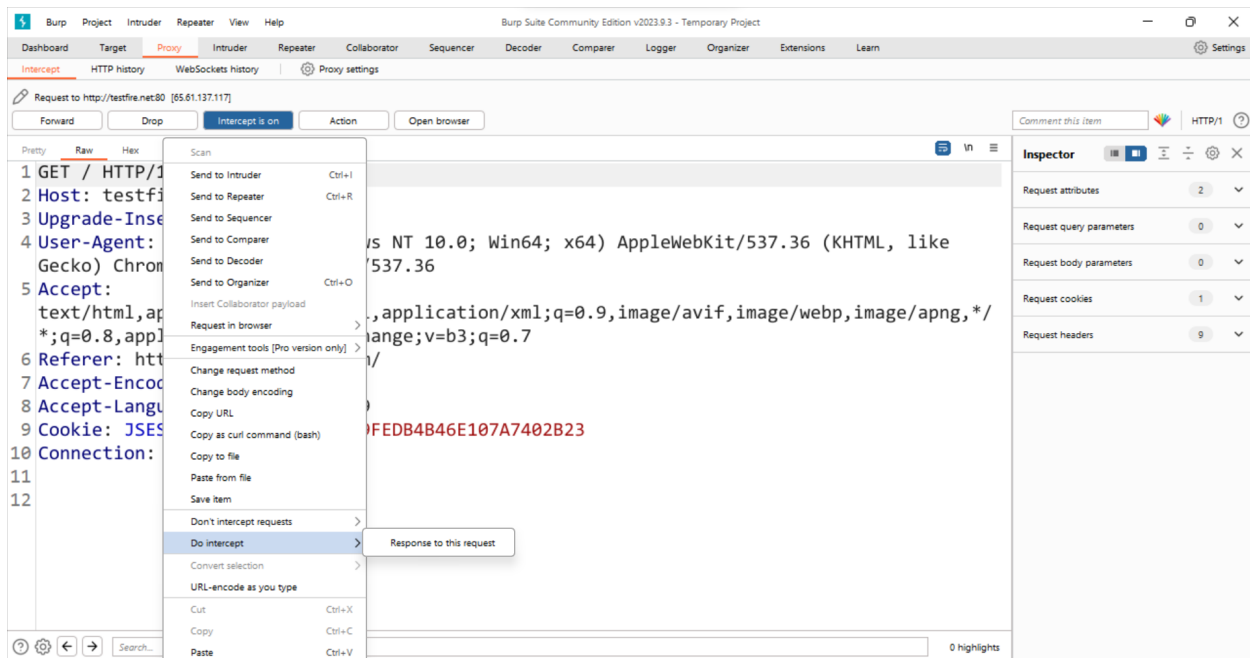 Burp Project Intruder Repeater View Help Burp Suite Community Edition v2023.9.3 - Temporary Project
Dashboard Target Proxy Intruder Repeater Collaborator Sequencer Decoder Comparer Logger Organizer Extensions Learn Settings
Intercept HTTP history WebSockets history Proxy settings
Request to http://testfire.net:80 [65.61.137.117]
Forward Drop Intercept is on Action Open browser Comment this item HTTP/1
Pretty Raw Hex \n
Inspector
Request attributes 2
Request query parameters 0
Request body parameters 0
Request cookies 1
Request headers 9
1 GET / HTTP/1
2 Host: testfi
3 Upgrade-Inse
4 User-Agent: ws NT 10.0; Win64; x64) AppleWebKit/537.36 (KHTML, like
Gecko) Chrom /537.36
5 Accept:
text/html,ap ,application/xml;q=0.9,image/avif,image/webp,image/apng,*/
*;q=0.8,appl hange;v=b3;q=0.7
6 Referer: htt /
7 Accept-Encod
8 Accept-Langu
9 Cookie: JSES FEDB4B46E107A7402B23
10 Connection:
11
12
Scan
Send to Intruder Ctrl+I
Send to Repeater Ctrl+R
Send to Sequencer
Send to Comparer
Send to Decoder
Send to Organizer Ctrl+O
Insert Collaborator payload
Request in browser
Engagement tools [Pro version only]
Change request method
Change body encoding
Copy URL
Copy as curl command (bash)
Copy to file
Paste from file
Save item
Don't intercept requests
Do intercept Response to this request
Convert selection
URL-encode as you type
Cut Ctrl+X
Copy Ctrl+C
Paste Ctrl+V
Search... 0 highlights